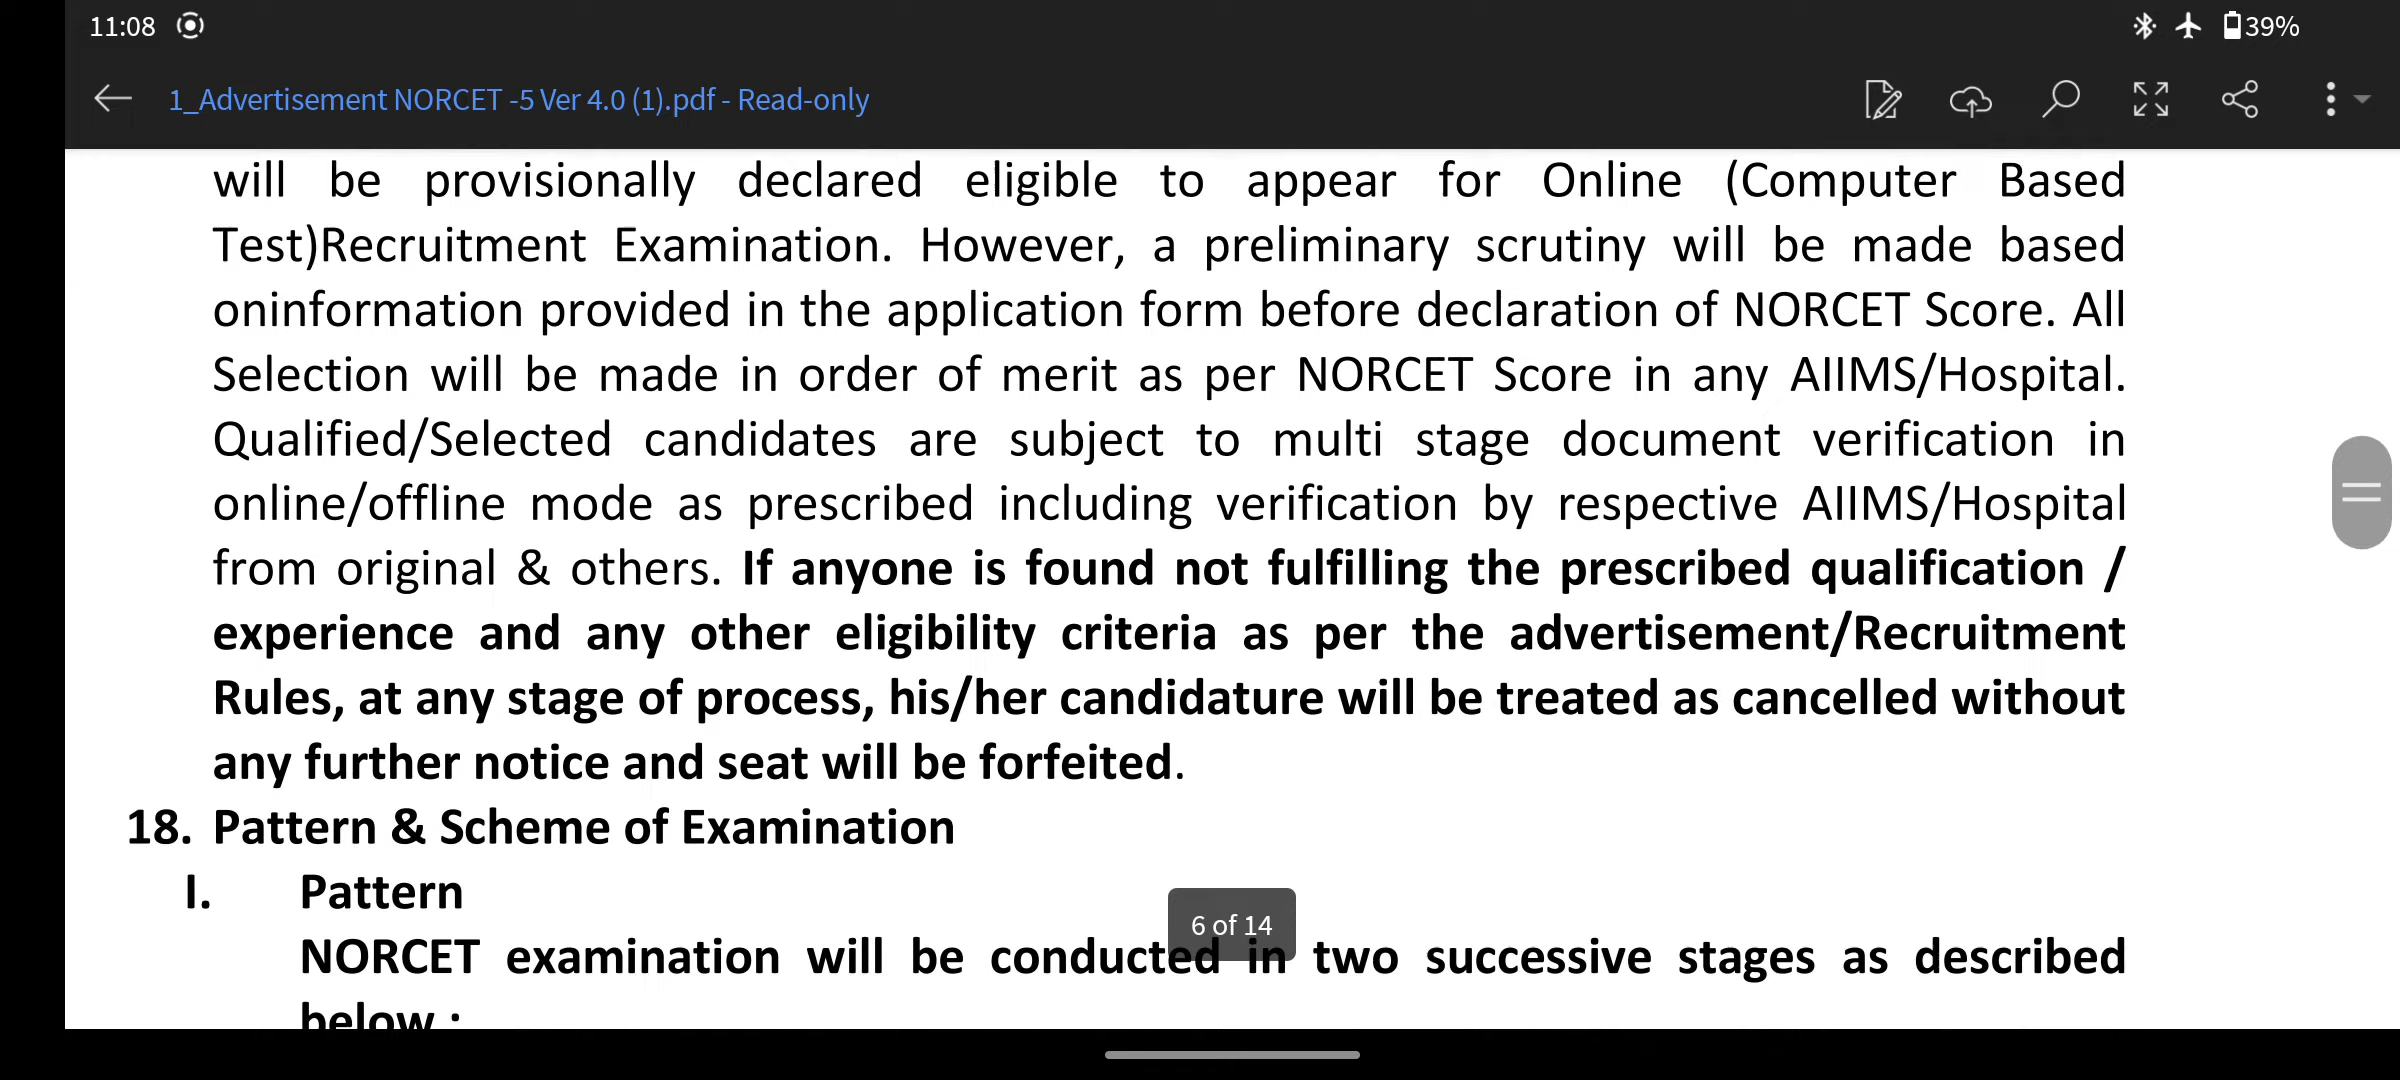 11:08 39%
1_Advertisement NORCET -5 Ver 4.0 (1).pdf - Read-only
will be provisionally declared eligible to appear for Online (Computer Based
Test)Recruitment Examination. However, a preliminary scrutiny will be made based
oninformation provided in the application form before declaration of NORCET Score. All
Selection will be made in order of merit as per NORCET Score in any AIIMS/Hospital.
Qualified/Selected candidates are subject to multi stage document verification in
online/offline mode as prescribed including verification by respective AIIMS/Hospital
from original & others. If anyone is found not fulfilling the prescribed qualification /
experience and any other eligibility criteria as per the advertisement/Recruitment
Rules, at any stage of process, his/her candidature will be treated as cancelled without
any further notice and seat will be forfeited.
18. Pattern & Scheme of Examination
I. Pattern
6 of 14
NORCET examination will be conducted in two successive stages as described
below :